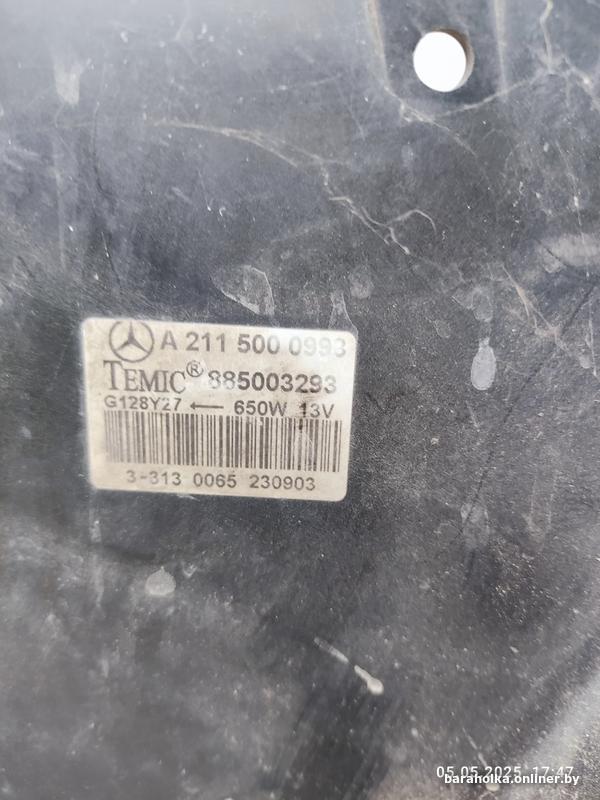 A 211 500 0993
TEMIC® 885003293
G128Y27 ← 650W 13V
3-313 0065 230903
05.05.2025 17:47
baraholka.onliner.by